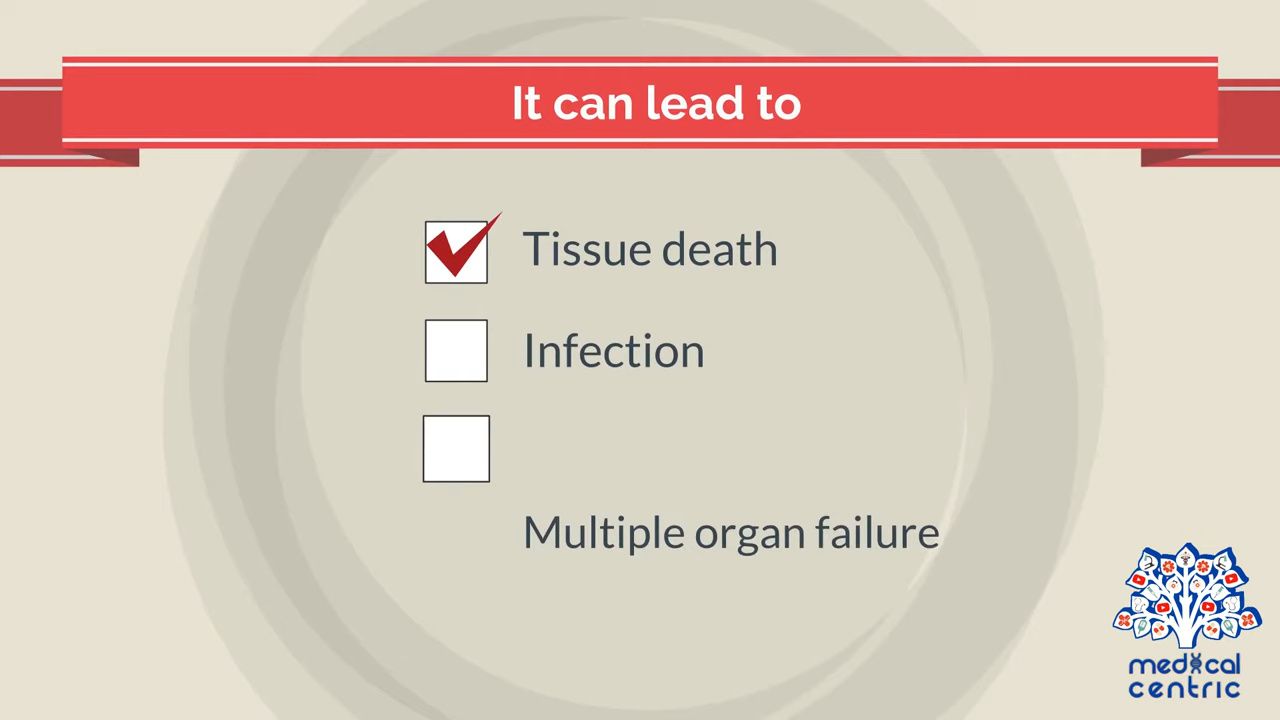 It can lead to
Tissue death
Infection
Multiple organ failure
medical
centric